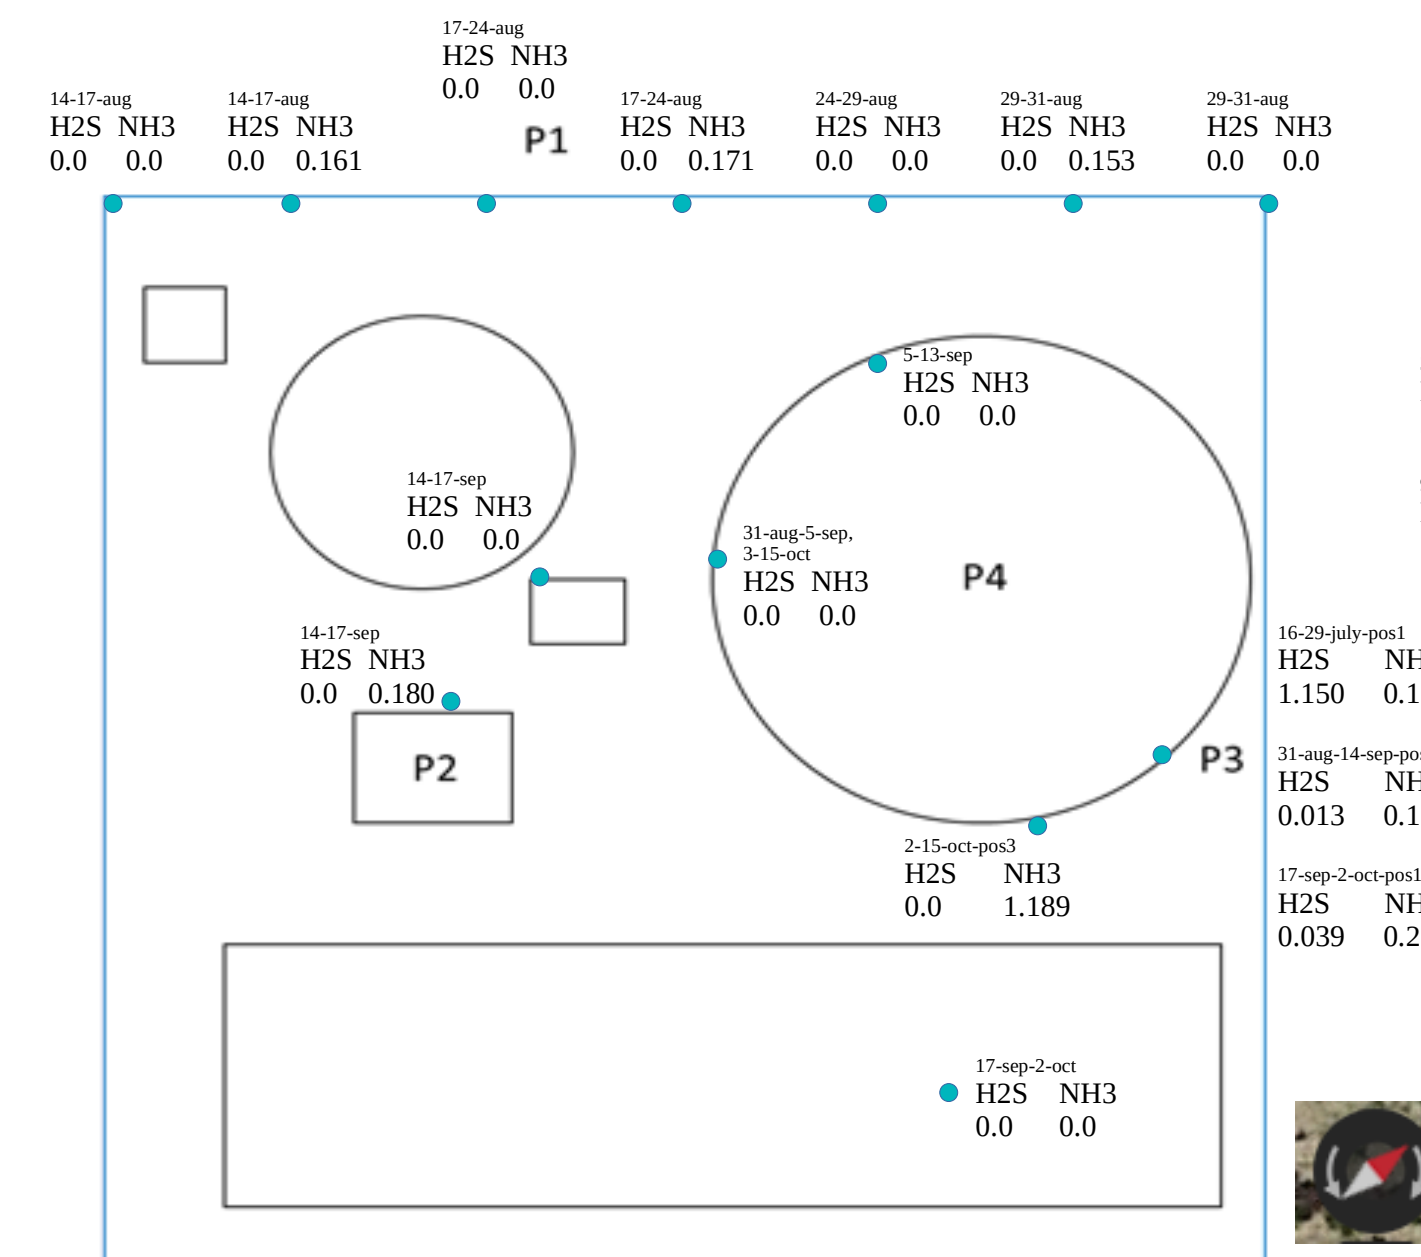 17-24-aug
H2S NH3
0.0 0.0
14-17-aug
H2S NH3
0.0 0.0
14-17-aug
H2S NH3
0.0 0.161
P1
17-24-aug
H2S NH3
0.0 0.171
24-29-aug
H2S NH3
0.0 0.0
29-31-aug
H2S NH3
0.0 0.153
29-31-aug
H2S NH3
0.0 0.0
5-13-sep
H2S NH3
0.0 0.0
14-17-sep
H2S NH3
0.0 0.0
31-aug-5-sep,
3-15-oct
H2S NH3
0.0 0.0
P4
14-17-sep
H2S NH3
0.0 0.180
P2
P3
16-29-july-pos1
H2S
1.150
31-aug-14-sep
H2S
0.013
17-sep-2-oct-pos1
H2S
0.039
2-15-oct-pos3
H2S NH3
0.0 1.189
17-sep-2-oct
H2S NH3
0.0 0.0